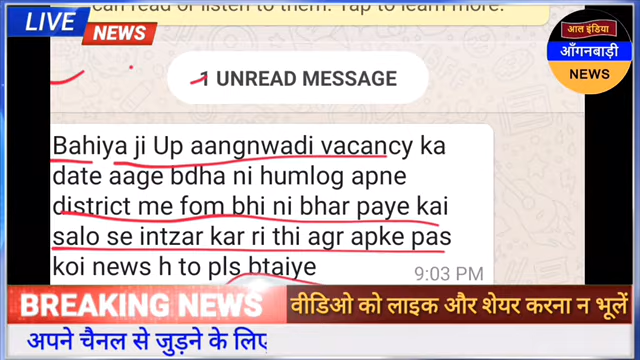 can read or listen to them. Tap to learn more.
LIVE
NEWS
आल इंडिया
आँगनबाड़ी
NEWS
1 UNREAD MESSAGE
Bahiya ji Up aangnwadi vacancy ka
date aage bdha ni humlog apne
district me fom bhi ni bhar paye kai
salo se intzar kar ri thi agr apke pas
koi news h to pls btaiye
9:03 PM
BREAKING NEWS
वीडियो को लाइक और शेयर करना न भूलें
अपने चैनल से जुड़ने के लिए